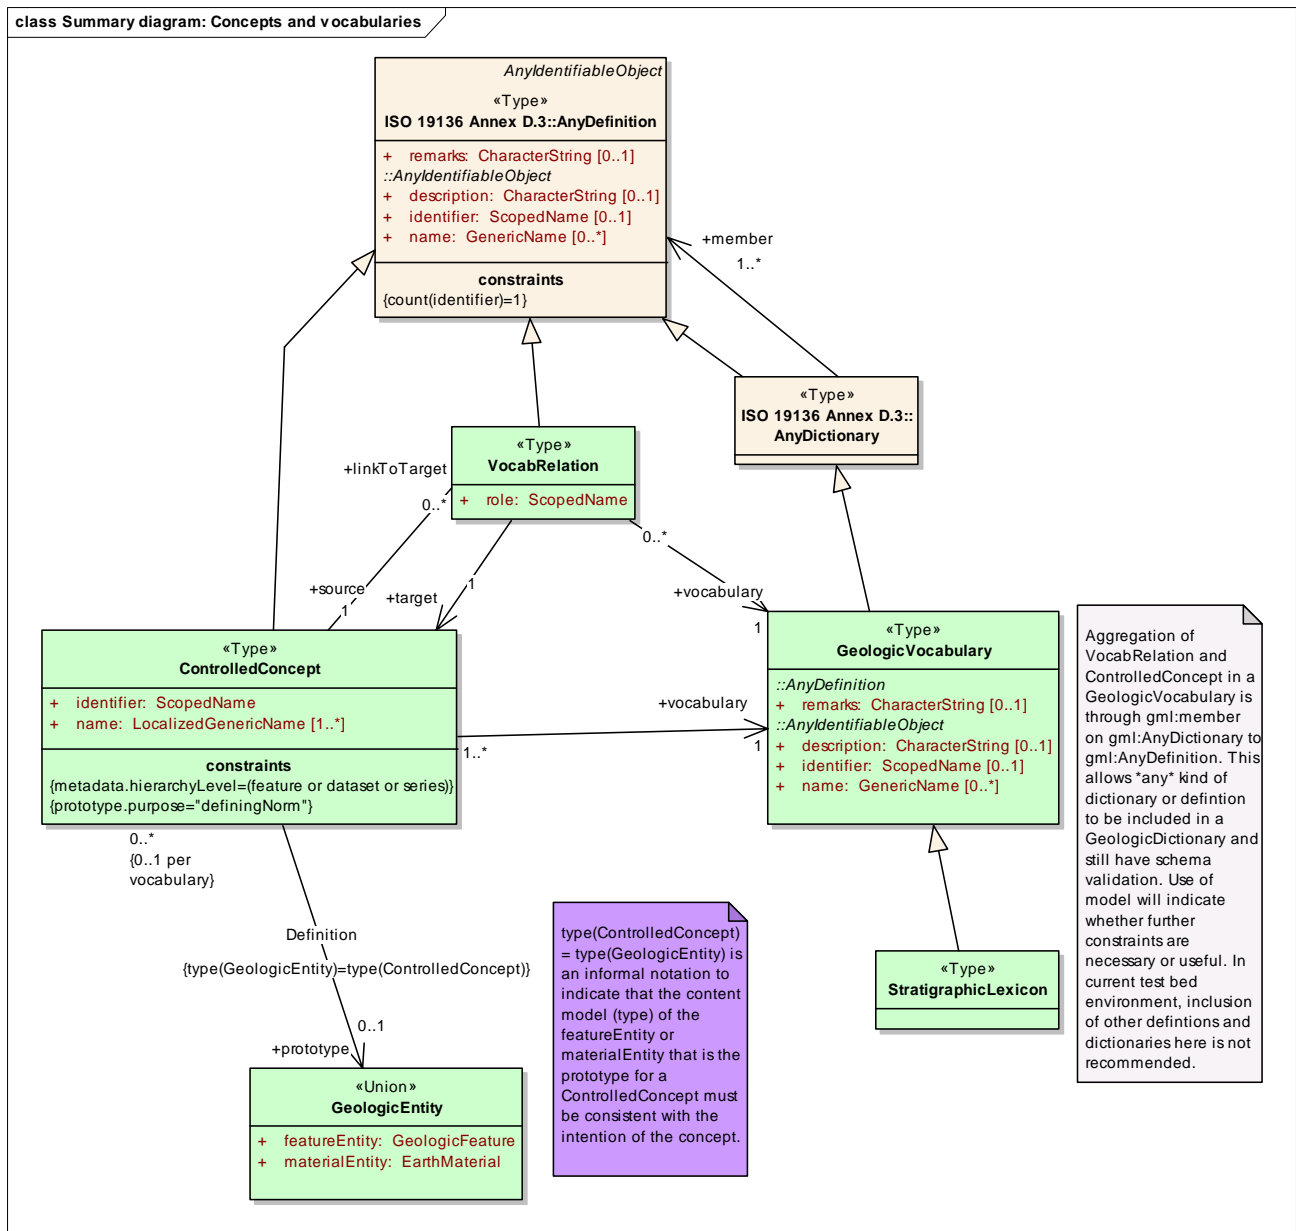 class Summary diagram: Concepts and vocabularies
AnyIdentifiableObject
«Type»
ISO 19136 Annex D.3::AnyDefinition
+ remarks: CharacterString [0..1]
::AnyIdentifiableObject
+ description: CharacterString [0..1]
+ identifier: ScopedName [0..1]
+ name: GenericName [0..*]
constraints
{count(identifier)=1}
+member
1..*
«Type»
ISO 19136 Annex D.3::
AnyDictionary
«Type»
VocabRelation
+ role: ScopedName
+linkToTarget
0..*
0..*
+source
1
+target
1
+vocabulary
1
«Type»
ControlledConcept
+ identifier: ScopedName
+ name: LocalizedGenericName [1..*]
constraints
{metadata.hierarchyLevel=(feature or dataset or series)}
{prototype.purpose="definingNorm"}
+vocabulary
1..*
1
«Type»
GeologicVocabulary
::AnyDefinition
+ remarks: CharacterString [0..1]
::AnyIdentifiableObject
+ description: CharacterString [0..1]
+ identifier: ScopedName [0..1]
+ name: GenericName [0..*]
Aggregation of
VocabRelation and
ControlledConcept in a
GeologicVocabulary is
through gml:member
on gml:AnyDictionary to
gml:AnyDefinition. This
allows *any* kind of
dictionary or defintion
to be included in a
GeologicDictionary and
still have schema
validation. Use of
model will indicate
whether further
constraints are
necessary or useful. In
current test bed
environment, inclusion
of other defintions and
dictionaries here is not
recommended.
0..*
{0..1 per
vocabulary}
Definition
{type(GeologicEntity)=type(ControlledConcept)}
0..1
+prototype
type(ControlledConcept)
= type(GeologicEntity) is
an informal notation to
indicate that the content
model (type) of the
featureEntity or
materialEntity that is the
prototype for a
ControlledConcept must
be consistent with the
intention of the concept.
«Type»
StratigraphicLexicon
«Union»
GeologicEntity
+ featureEntity: GeologicFeature
+ materialEntity: EarthMaterial